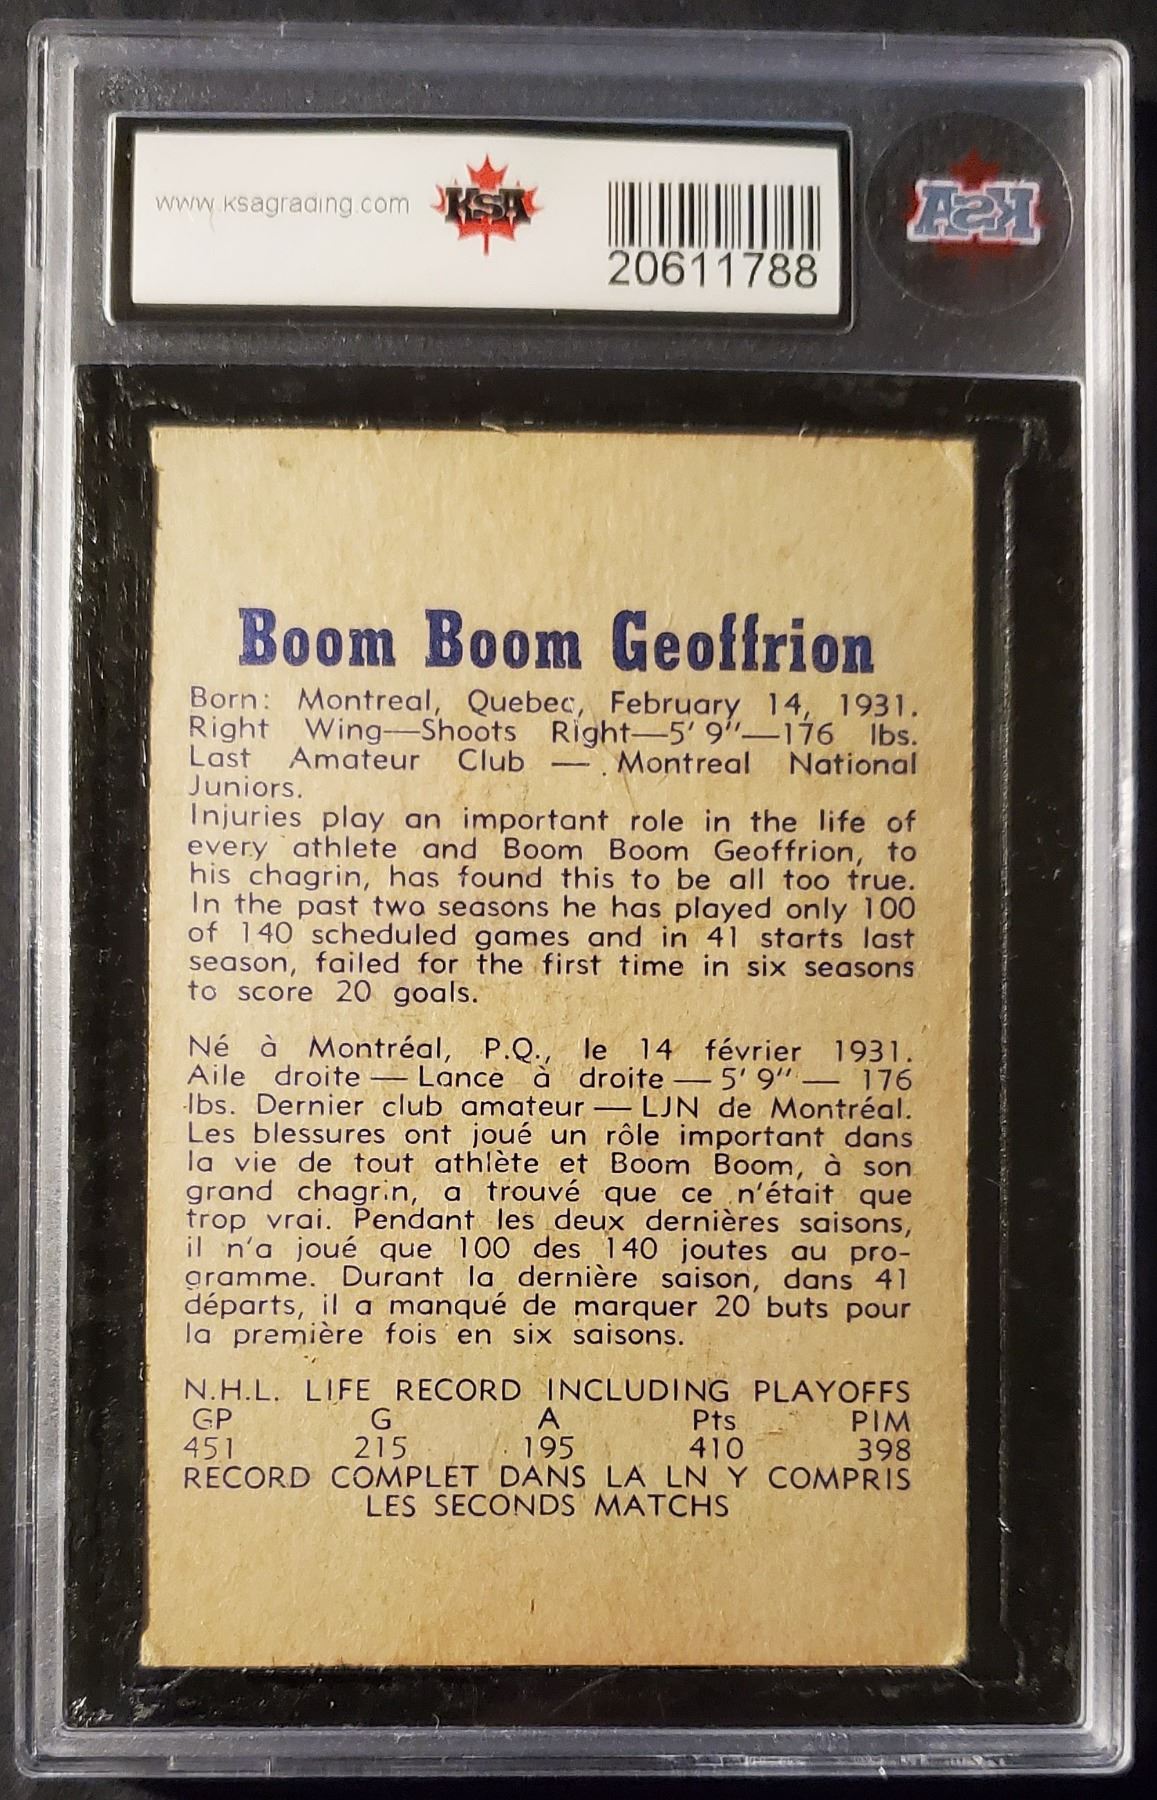 www.ksagrading.com KSA
20611788
KSA
Boom Boom Geoffrion
Born: Montreal, Quebec, February 14, 1931.
Right Wing—Shoots Right—5' 9"—176 lbs.
Last Amateur Club — Montreal National
Juniors.
Injuries play an important role in the life of
every athlete and Boom Boom Geoffrion, to
his chagrin, has found this to be all too true.
In the past two seasons he has played only 100
of 140 scheduled games and in 41 starts last
season, failed for the first time in six seasons
to score 20 goals.
Né à Montréal, P.Q., le 14 février 1931.
Aile droite — Lance à droite — 5' 9" — 176
lbs. Dernier club amateur — LJN de Montréal.
Les blessures ont joué un rôle important dans
la vie de tout athlète et Boom Boom, à son
grand chagrin, a trouvé que ce n'était que
trop vrai. Pendant les deux dernières saisons,
il n'a joué que 100 des 140 joutes au pro-
gramme. Durant la dernière saison, dans 41
départs, il a manqué de marquer 20 buts pour
la première fois en six saisons.
N.H.L. LIFE RECORD INCLUDING PLAYOFFS
GP G A Pts PIM
451 215 195 410 398
RECORD COMPLET DANS LA LN Y COMPRIS
LES SECONDS MATCHS